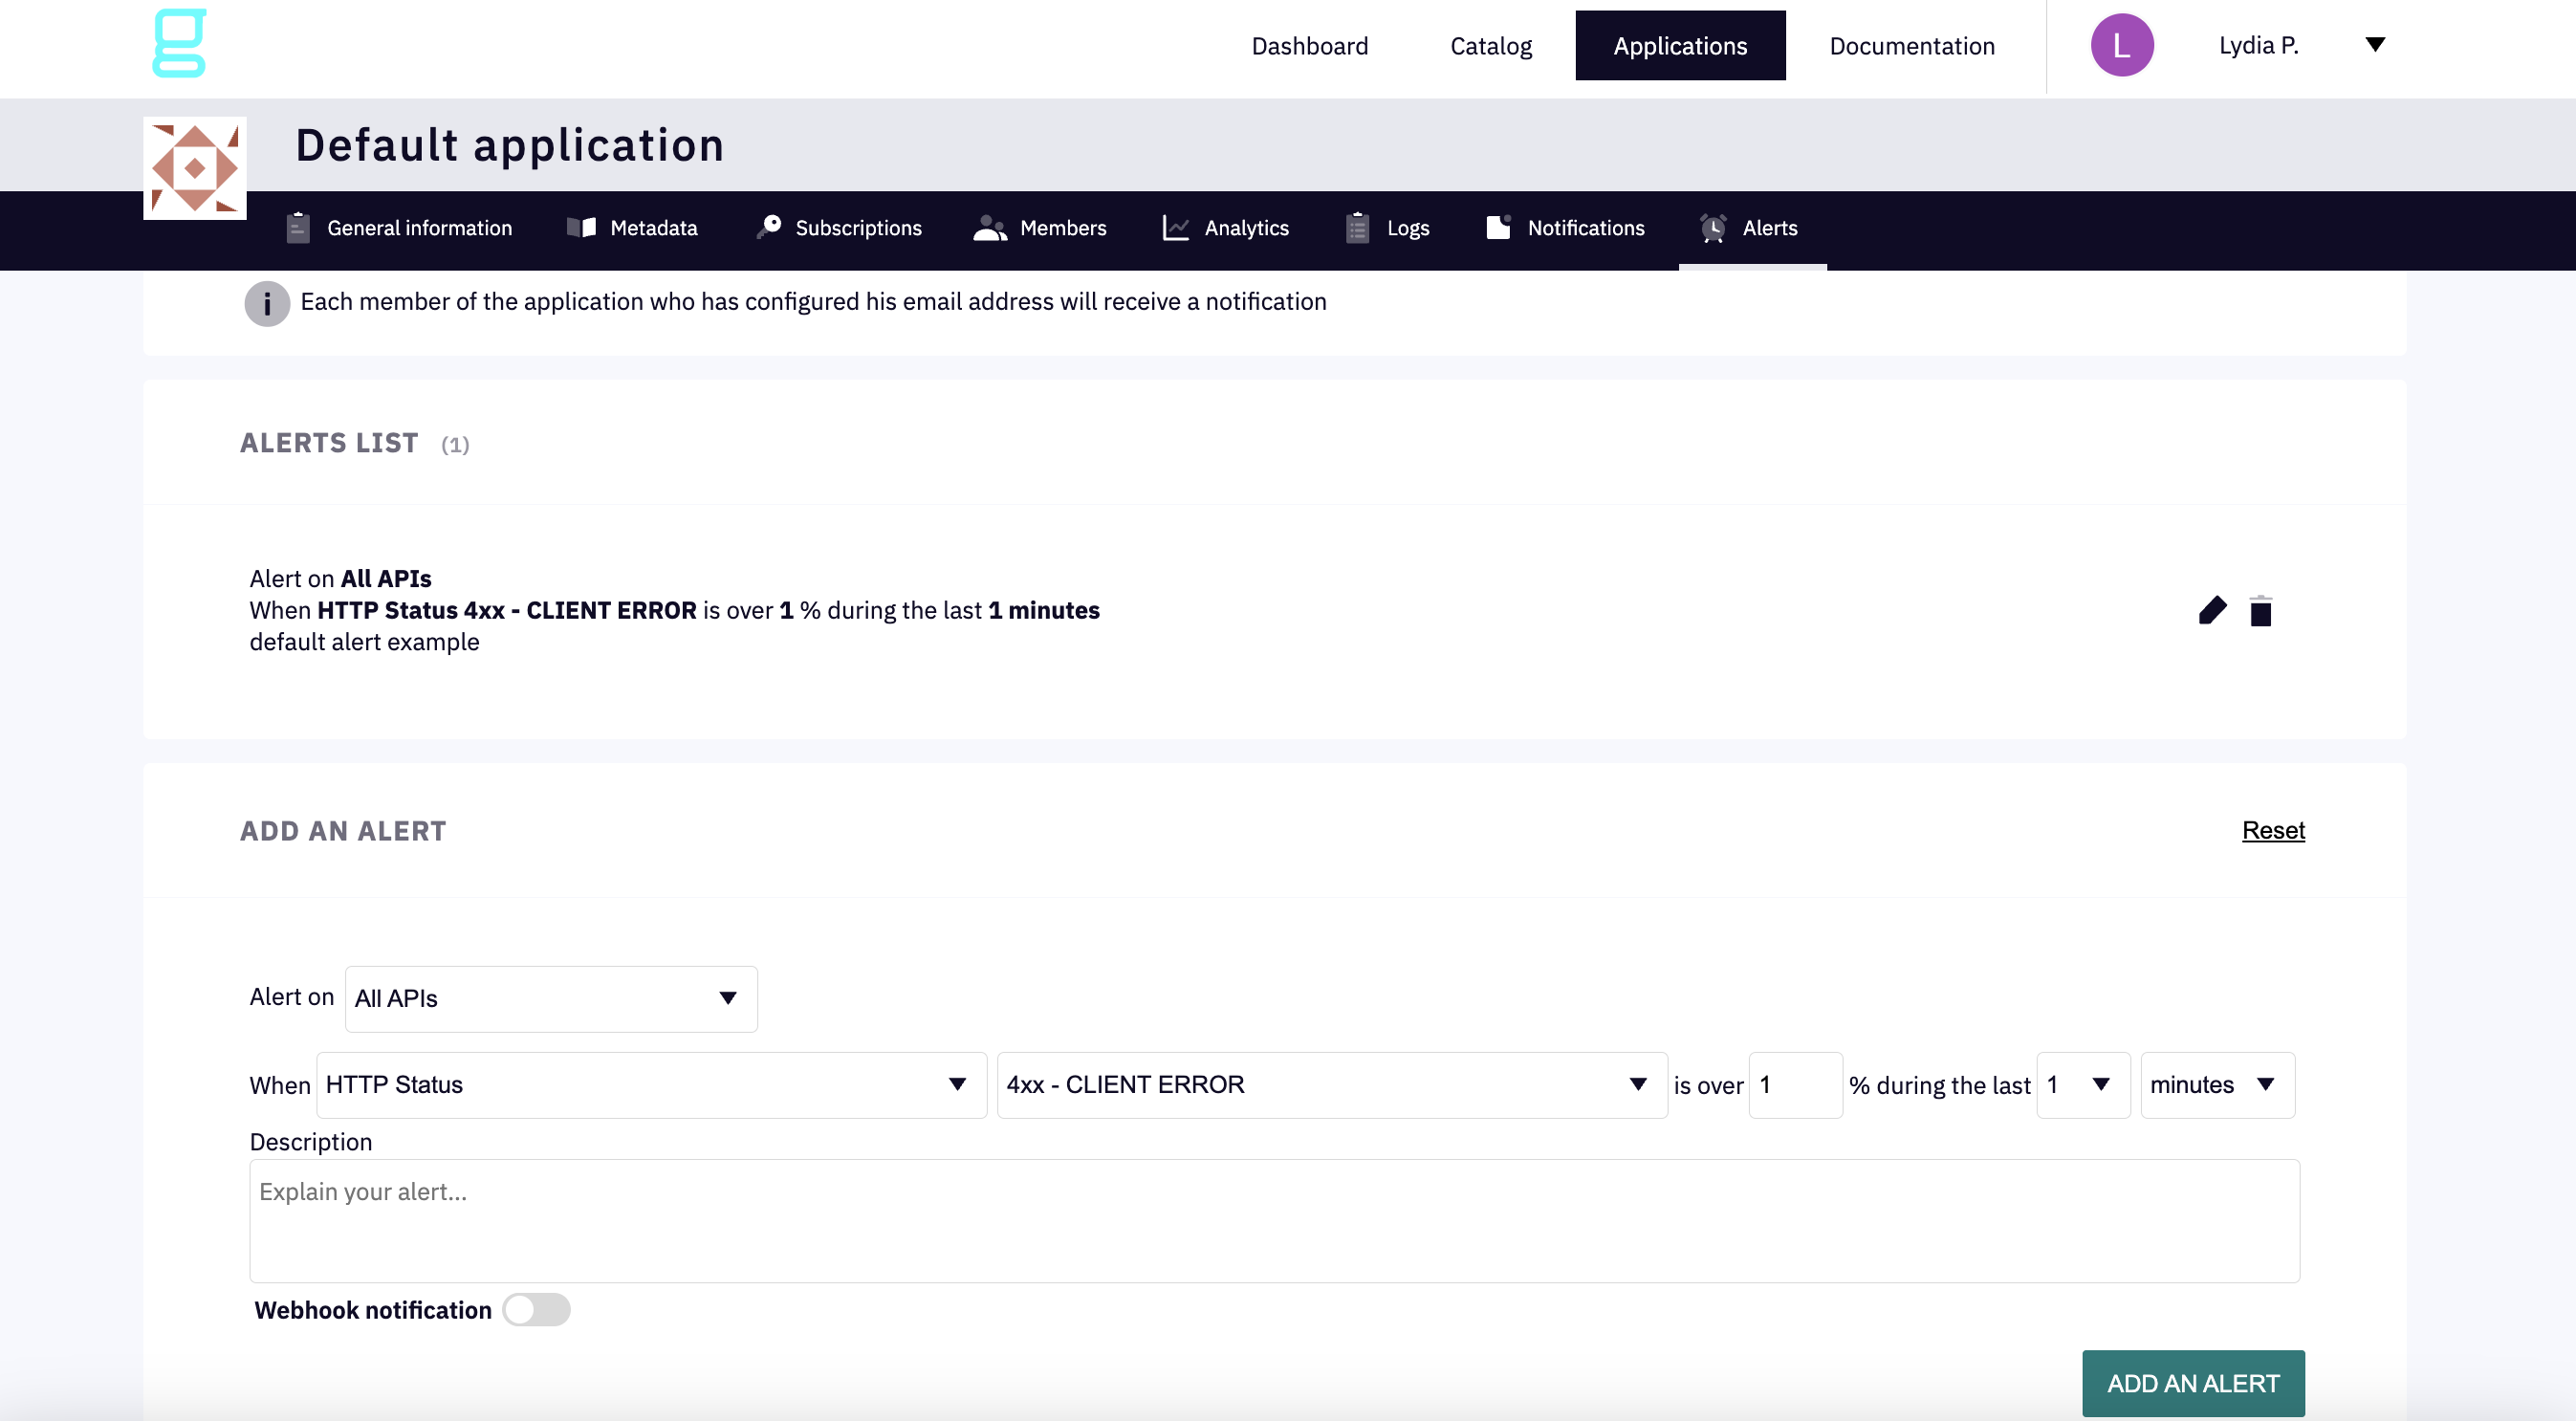 g
Dashboard Catalog Applications Documentation L Lydia P.
Default application
General information Metadata Subscriptions Members Analytics Logs Notifications Alerts
i Each member of the application who has configured his email address will receive a notification
ALERTS LIST (1)
Alert on All APIs
When HTTP Status 4xx - CLIENT ERROR is over 1 % during the last 1 minutes
default alert example
ADD AN ALERT Reset
Alert on All APIs
When HTTP Status 4xx - CLIENT ERROR is over 1 % during the last 1 minutes
Description
Explain your alert...
Webhook notification
ADD AN ALERT